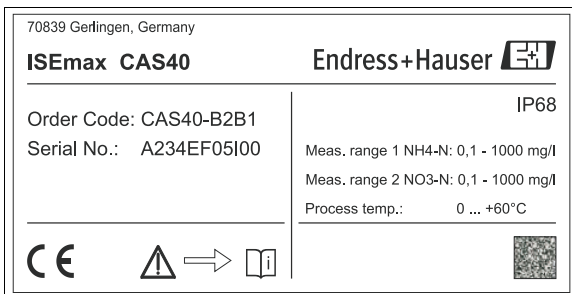 70839 Gerlingen, Germany
ISEmax CAS40
Endress+Hauser EH
Order Code: CAS40-B2B1
Serial No.: A234EF05I00
IP68
Meas. range 1 NH4-N: 0,1 - 1000 mg/l
Meas. range 2 NO3-N: 0,1 - 1000 mg/l
Process temp.: 0 ... +60°C
CE
i